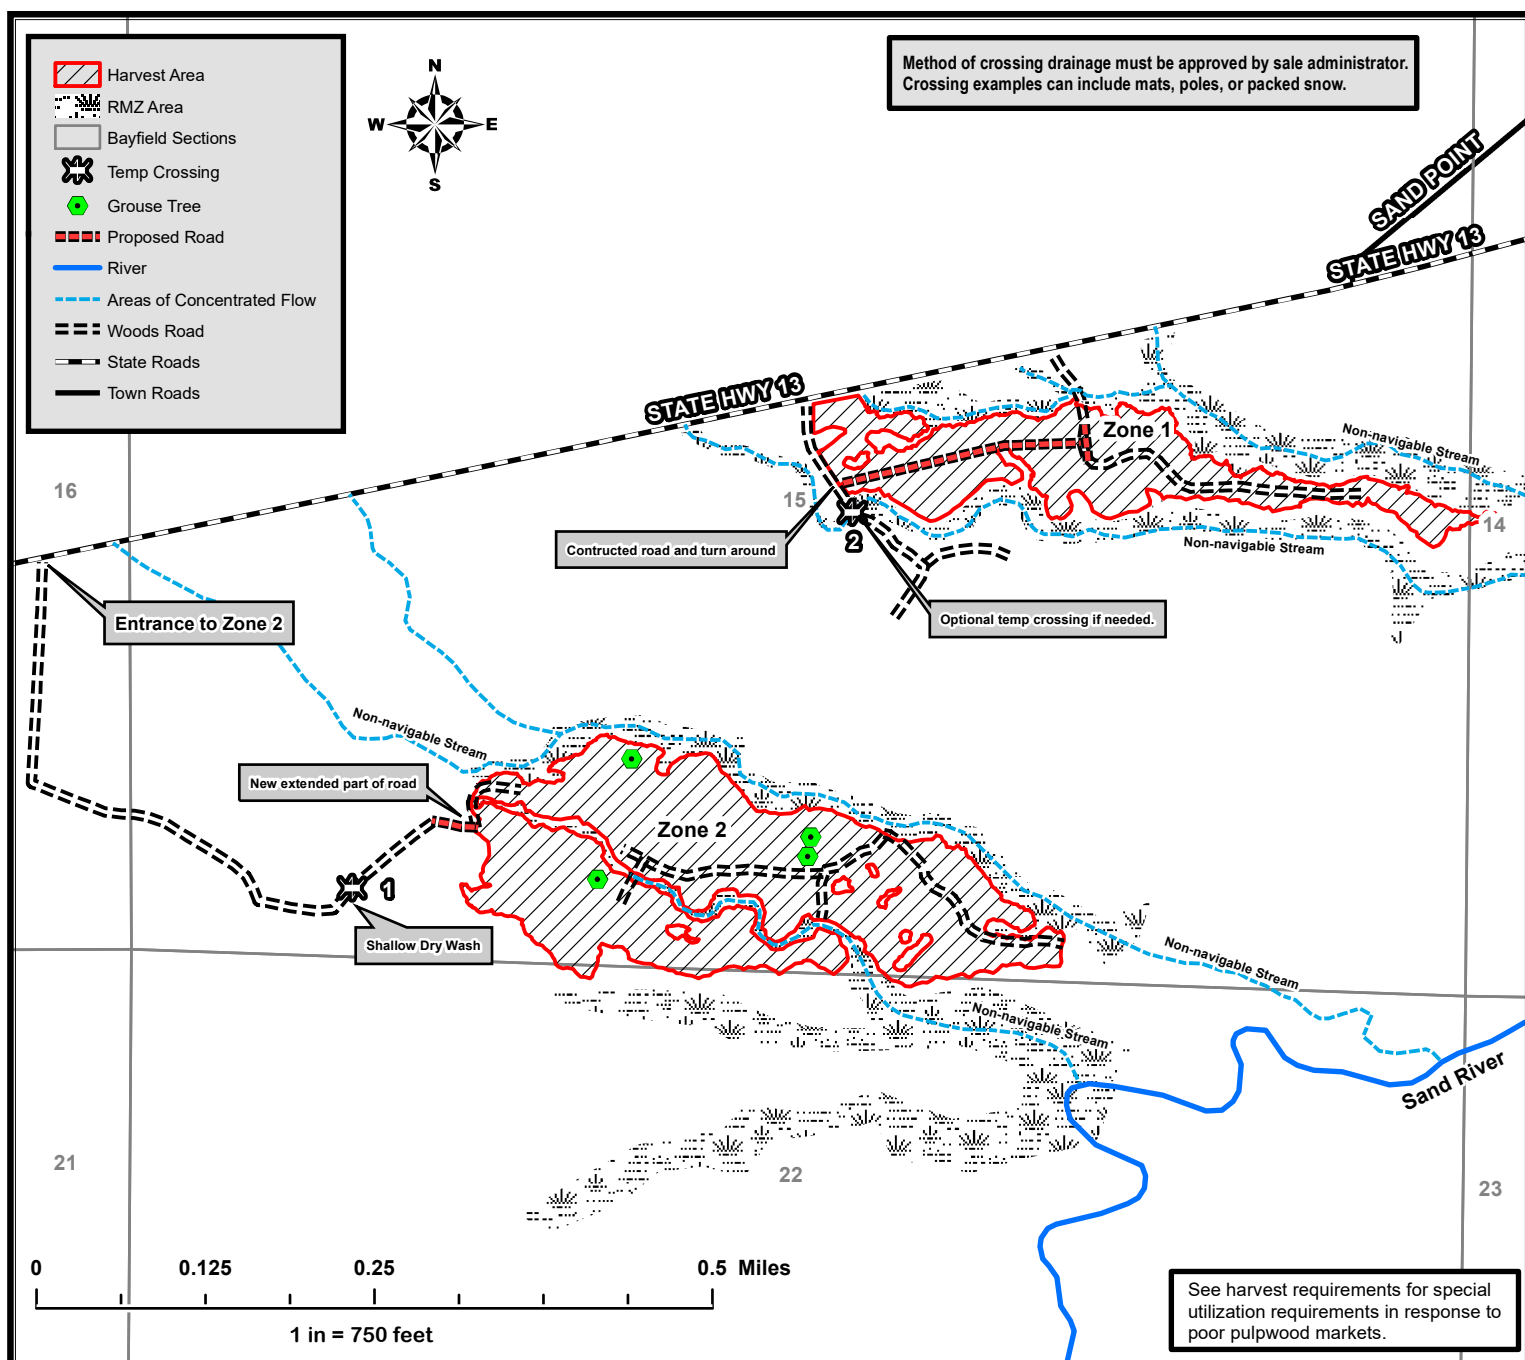 Harvest Area
RMZ Area
Bayfield Sections
Temp Crossing
Grouse Tree
Proposed Road
River
Areas of Concentrated Flow
Woods Road
State Roads
Town Roads
N
W
E
S
Method of crossing drainage must be approved by sale administrator.
Crossing examples can include mats, poles, or packed snow.
SAND POINT
STATE HWY 13
STATE HWY 13
Zone 1
Non-navigable Stream
16
15
14
2
Contructed road and turn around
Non-navigable Stream
Entrance to Zone 2
Optional temp crossing if needed.
Non-navigable Stream
New extended part of road
Zone 2
1
Shallow Dry Wash
Non-navigable Stream
Non-navigable Stream
Sand River
21
22
23
0
0.125
0.25
0.5 Miles
1 in = 750 feet
See harvest requirements for special
utilization requirements in response to
poor pulpwood markets.